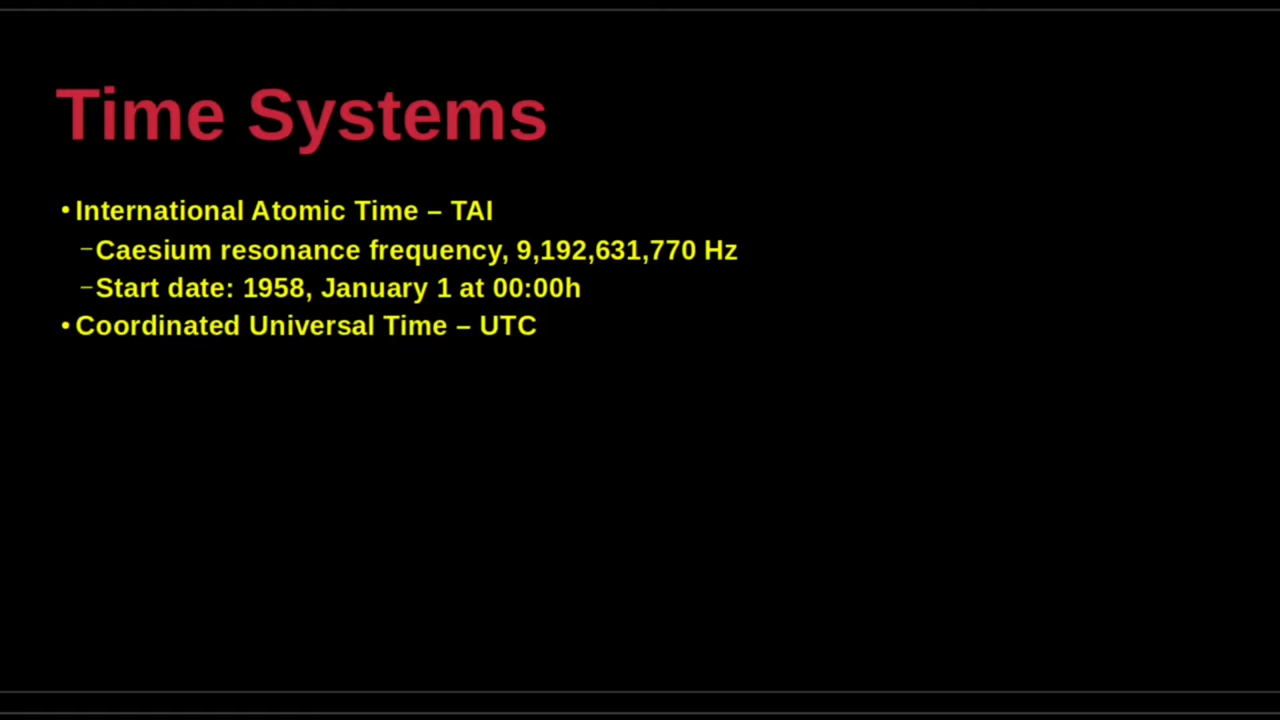 Time Systems
• International Atomic Time – TAI
–Caesium resonance frequency, 9,192,631,770 Hz
–Start date: 1958, January 1 at 00:00h
• Coordinated Universal Time – UTC